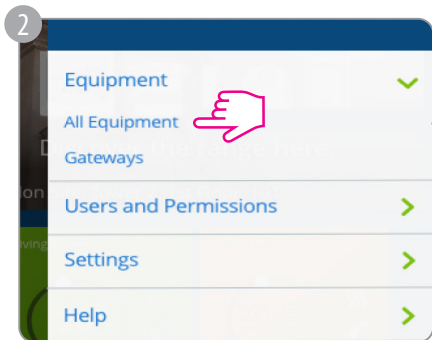 2
Equipment
All Equipment
Gateways
Users and Permissions
Settings
Help